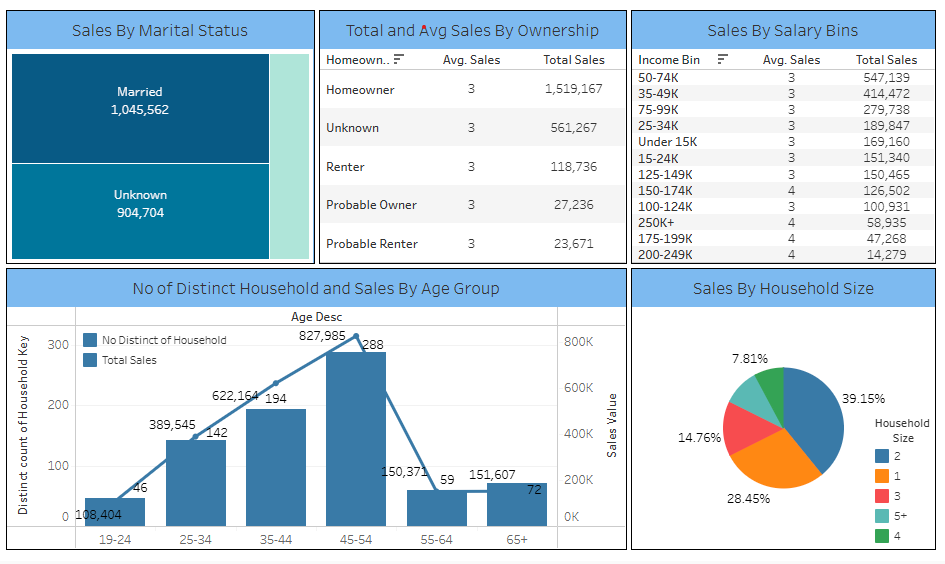 Sales By Marital Status
Married
1,045,562
Unknown
904,704
Total and Avg Sales By Ownership
Homeown.. Avg. Sales Total Sales
Homeowner 3 1,519,167
Unknown 3 561,267
Renter 3 118,736
Probable Owner 3 27,236
Probable Renter 3 23,671
Sales By Salary Bins
Income Bin Avg. Sales Total Sales
50-74K 3 547,139
35-49K 3 414,472
75-99K 3 279,738
25-34K 3 189,847
Under 15K 3 169,160
15-24K 3 151,340
125-149K 3 150,465
150-174K 4 126,502
100-124K 3 100,931
250K+ 4 58,935
175-199K 4 47,268
200-249K 4 14,279
No of Distinct Household and Sales By Age Group
Age Desc
No Distinct of Household
Total Sales
Distinct count of Household Key
300
200
100
0
108,404
46
389,545
142
622,164
194
827,985
288
150,371
59
151,607
72
800K
600K
400K
200K
0K
Sales Value
19-24 25-34 35-44 45-54 55-64 65+
Sales By Household Size
7.81%
39.15%
14.76%
28.45%
Household
Size
2
1
3
5+
4